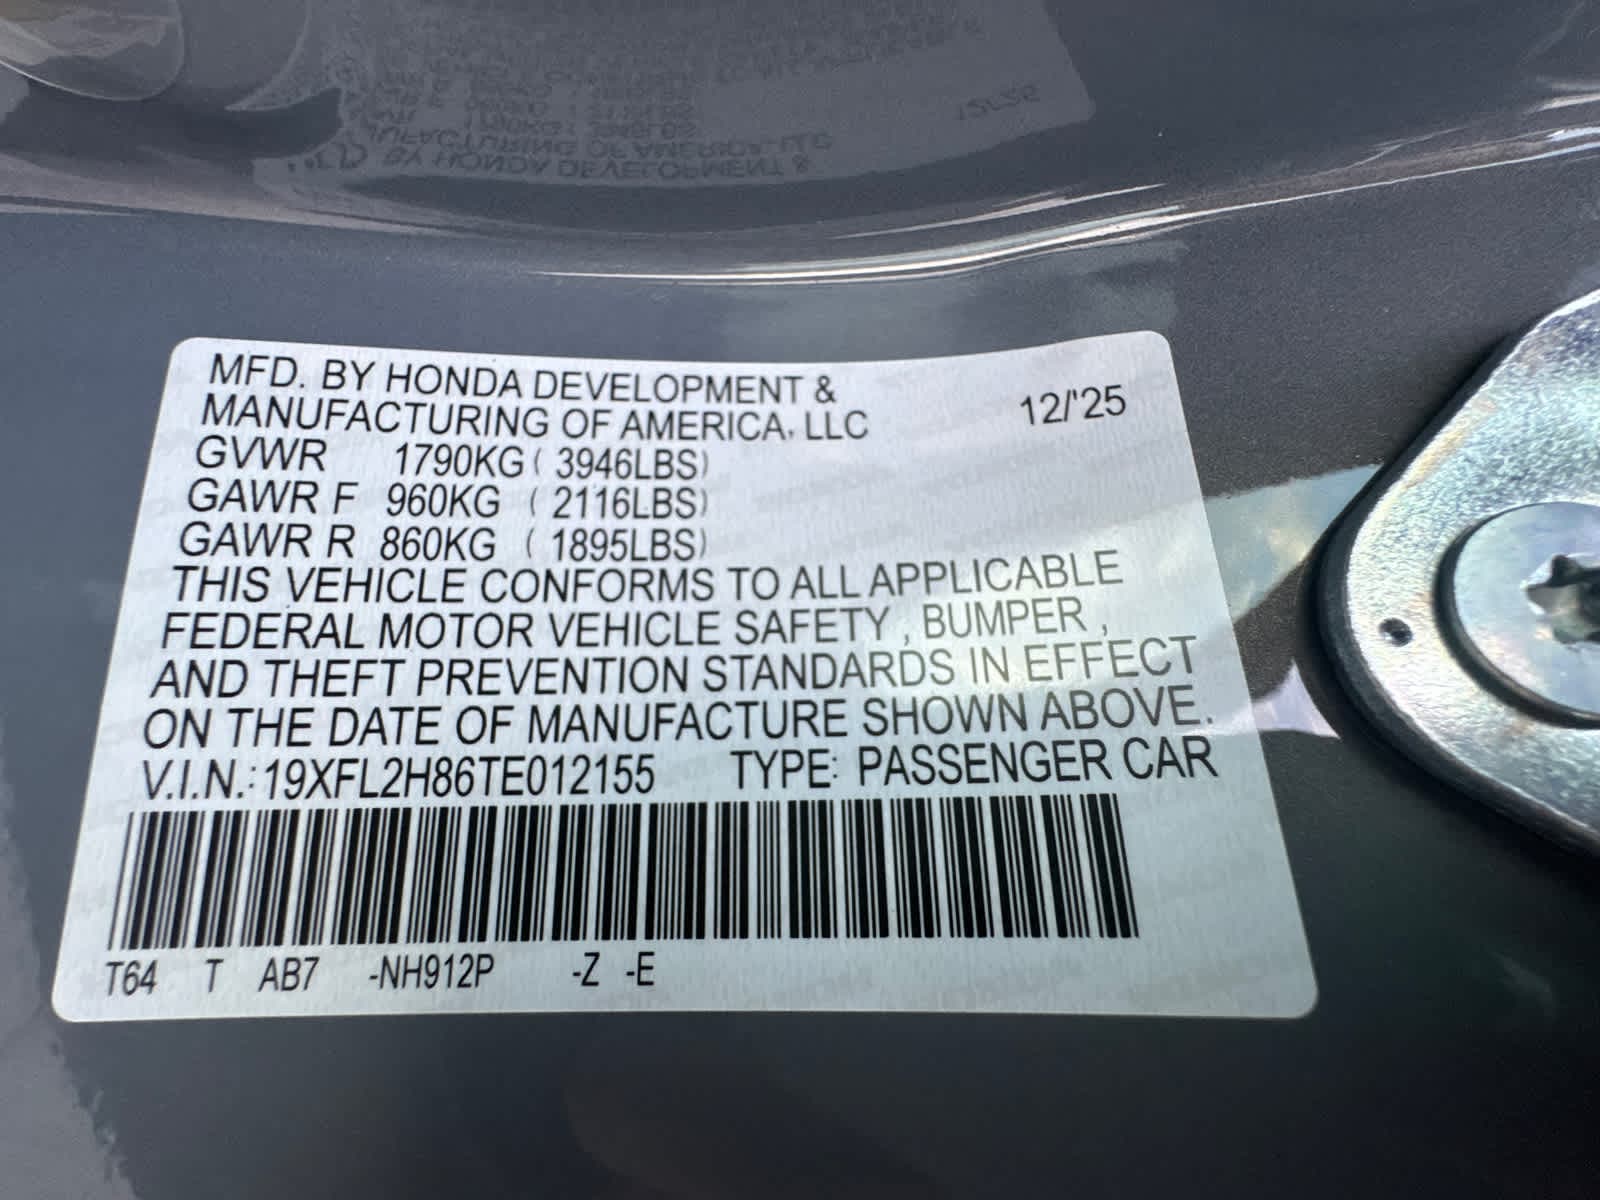 MFD. BY HONDA DEVELOPMENT &
MANUFACTURING OF AMERICA, LLC 12/'25
GVWR 1790KG ( 3946LBS)
GAWR F 960KG ( 2116LBS)
GAWR R 860KG ( 1895LBS)
THIS VEHICLE CONFORMS TO ALL APPLICABLE
FEDERAL MOTOR VEHICLE SAFETY , BUMPER ,
AND THEFT PREVENTION STANDARDS IN EFFECT
ON THE DATE OF MANUFACTURE SHOWN ABOVE.
V.I.N.: 19XFL2H86TE012155 TYPE: PASSENGER CAR
T64 T AB7 -NH912P -Z -E